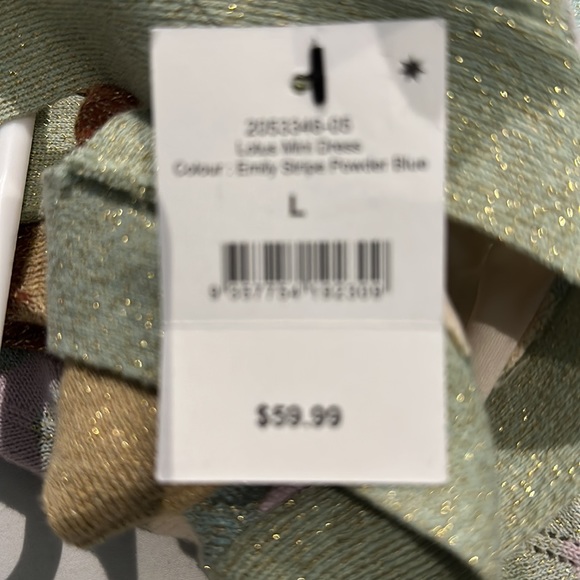 2053346-05
Lotus Mini Dress
Colour : Emily Stripe Powder Blue
L
9 357754 192309
$59.99